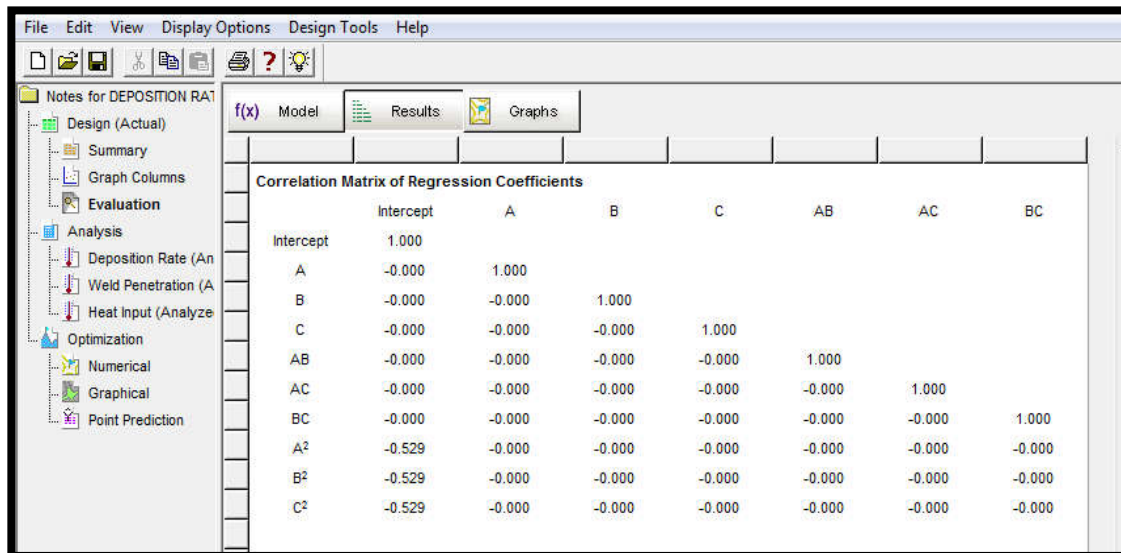 File Edit View Display Options Design Tools Help
?
Notes for DEPOSITION RAT
Design (Actual)
Summary
Graph Columns
Evaluation
Analysis
Deposition Rate (An
Weld Penetration (A
Heat Input (Analyze
Optimization
Numerical
Graphical
Point Prediction
f(x) Model Results Graphs
Correlation Matrix of Regression Coefficients
Intercept A B C AB AC BC
Intercept 1.000
A -0.000 1.000
B -0.000 -0.000 1.000
C -0.000 -0.000 -0.000 1.000
AB -0.000 -0.000 -0.000 -0.000 1.000
AC -0.000 -0.000 -0.000 -0.000 -0.000 1.000
BC -0.000 -0.000 -0.000 -0.000 -0.000 -0.000 1.000
A² -0.529 -0.000 -0.000 -0.000 -0.000 -0.000 -0.000
B² -0.529 -0.000 -0.000 -0.000 -0.000 -0.000 -0.000
C² -0.529 -0.000 -0.000 -0.000 -0.000 -0.000 -0.000